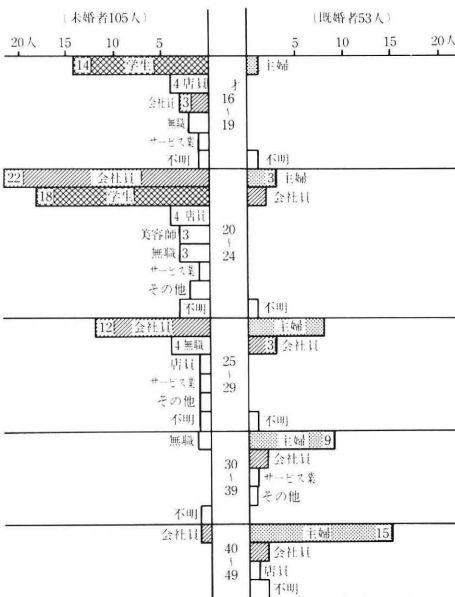 (未婚者105人) (既婚者53人)
20人 15 10 5 5 10 15 20人
14 学生 主婦
4 店員
会社員 3
無職
サービス業
不明 不明
才
16
〜
19
22 会社員 3 主婦
18 学生 会社員
4 店員
美容師 3
無職 3
サービス業
その他
不明 不明
20
〜
24
12 会社員 主婦
4 無職 3 会社員
店員
サービス業
その他
不明 不明
25
〜
29
無職 主婦 9
会社員
サービス業
その他
不明
30
〜
39
会社員 主婦 15
会社員
店員
不明
40
〜
49